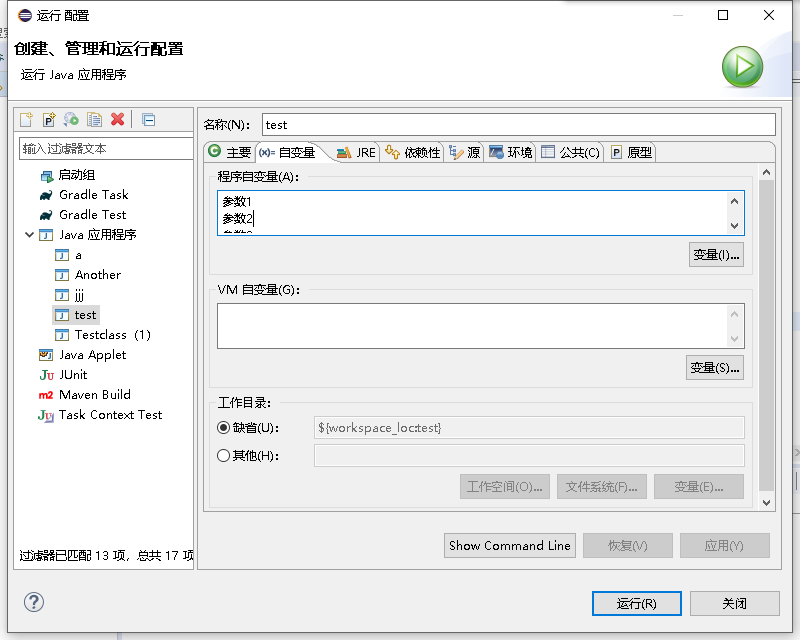 运行 配置
创建、管理和运行配置
运行 Java 应用程序
输入过滤器文本
启动组
Gradle Task
Gradle Test
Java 应用程序
a
Another
jjj
test
Testclass (1)
Java Applet
JUnit
Maven Build
Task Context Test
过滤器已匹配 13 项，总共 17 项
名称(N)： test
主要 (x)= 自变量 JRE 依赖性 源 环境 公共(C) 原型
程序自变量(A)：
参数1
参数2
变量(I)...
VM 自变量(G)：
变量(S)...
工作目录：
缺省(U)： ${workspace_loc:test}
其他(H)：
工作空间(O)... 文件系统(F)... 变量(E)...
Show Command Line 恢复(V) 应用(Y)
运行(R) 关闭